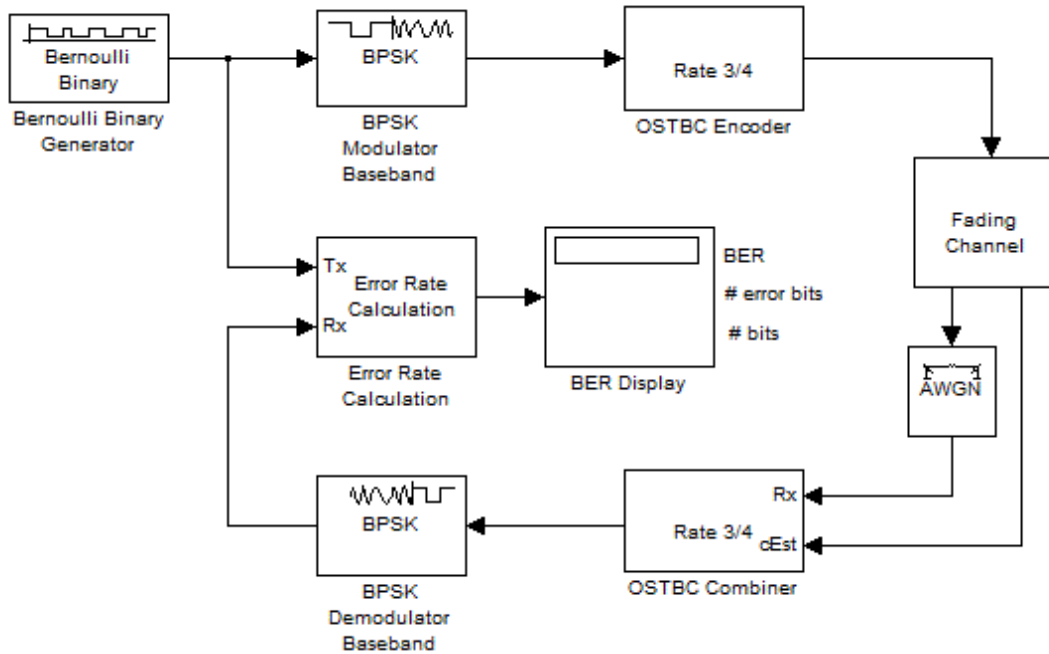 Bernoulli
Binary
Bernoulli Binary
Generator
BPSK
BPSK
Modulator
Baseband
Rate 3/4
OSTBC Encoder
Fading
Channel
Tx
Error Rate
Calculation
Rx
Error Rate
Calculation
BER
# error bits
# bits
BER Display
AWGN
BPSK
BPSK
Demodulator
Baseband
Rx
Rate 3/4
cEst
OSTBC Combiner